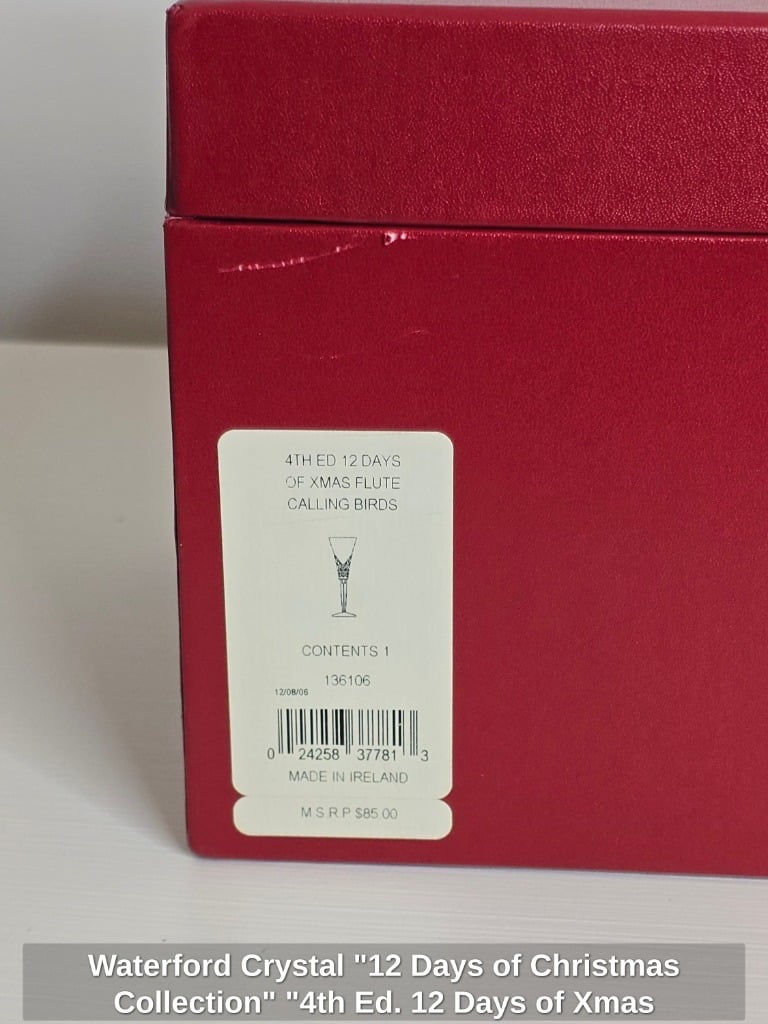 4TH ED 12 DAYS
OF XMAS FLUTE
CALLING BIRDS
CONTENTS 1
136106
12/08/06
0 24258 37781 3
MADE IN IRELAND
M.S.R.P $85.00
Waterford Crystal "12 Days of Christmas
Collection" "4th Ed. 12 Days of Xmas